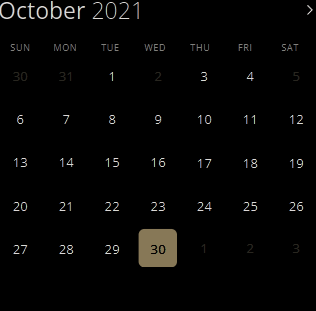 October 2021
SUN MON TUE WED THU FRI SAT
30 31 1 2 3 4 5
6 7 8 9 10 11 12
13 14 15 16 17 18 19
20 21 22 23 24 25 26
27 28 29 30 1 2 3